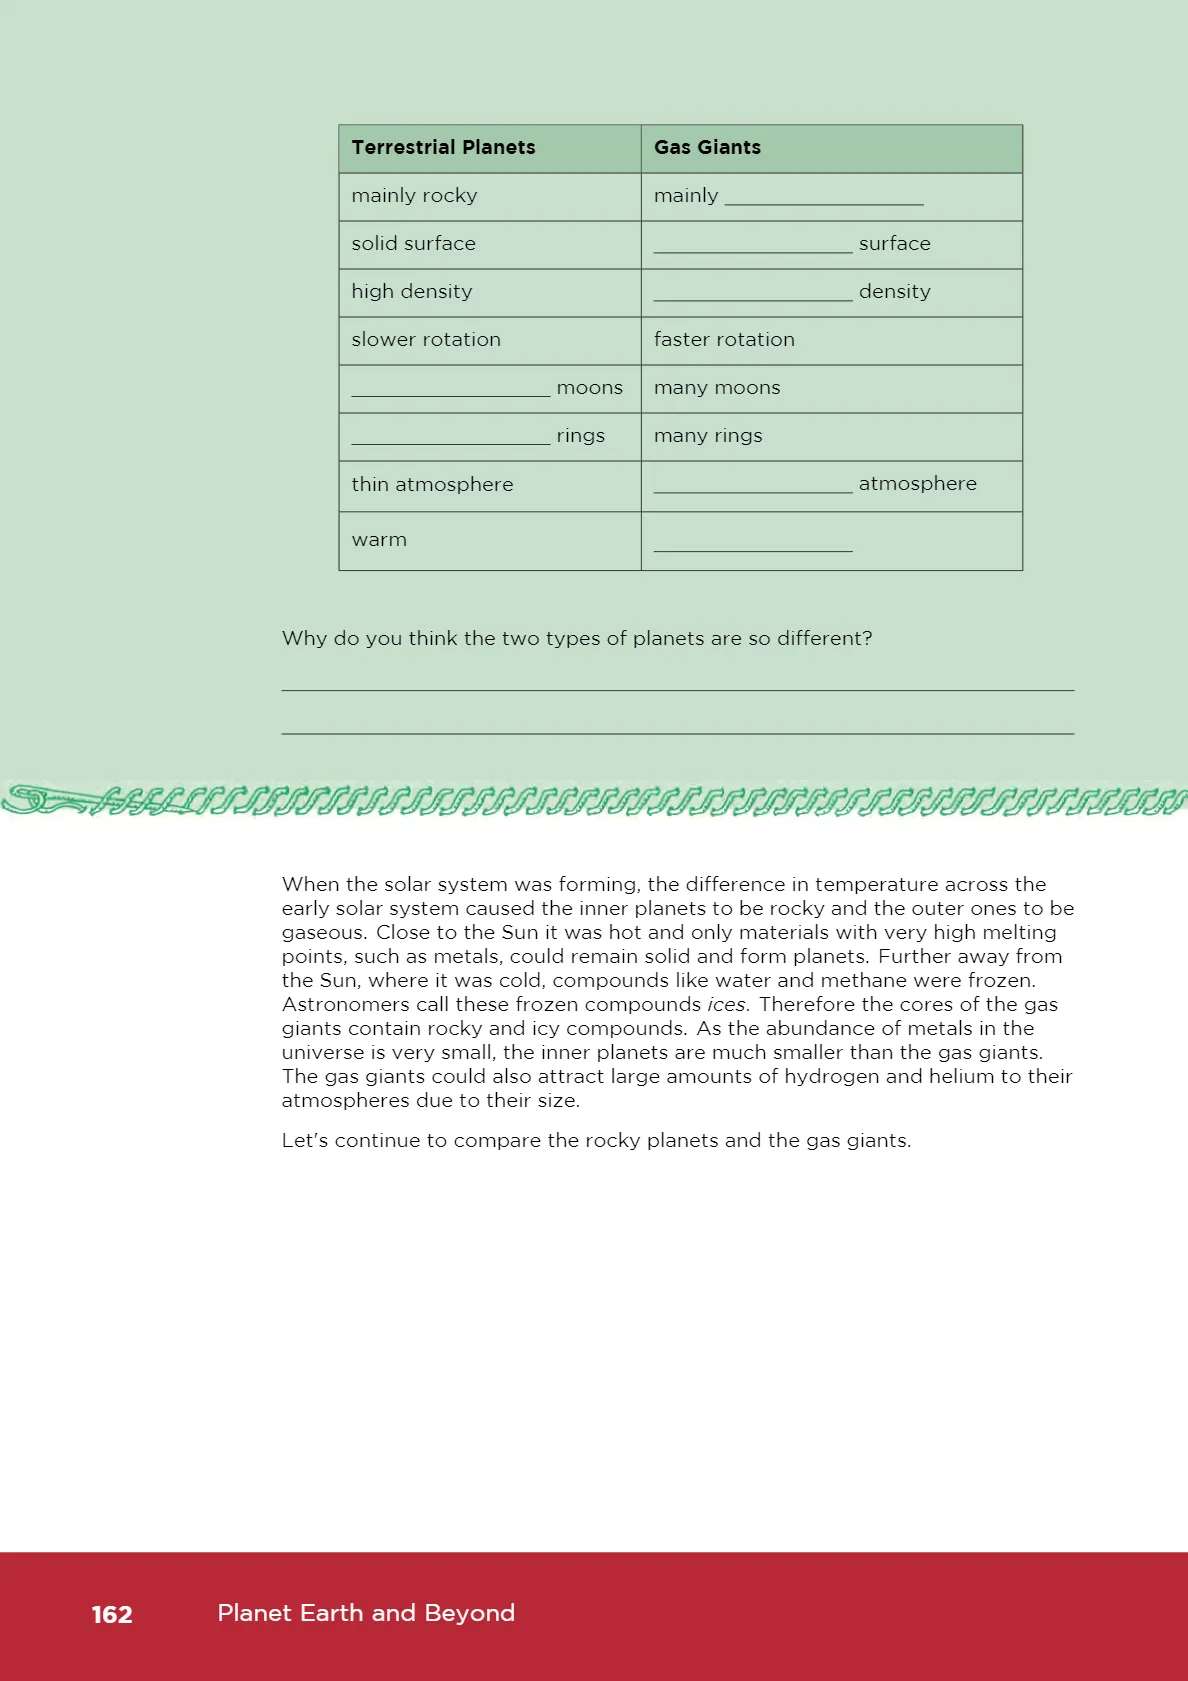 Terrestrial Planets Gas Giants
mainly rocky mainly ____________________
solid surface ____________________ surface
high density ____________________ density
slower rotation faster rotation
____________________ moons many moons
____________________ rings many rings
thin atmosphere ____________________ atmosphere
warm ____________________
Why do you think the two types of planets are so different?
When the solar system was forming, the difference in temperature across the
early solar system caused the inner planets to be rocky and the outer ones to be
gaseous. Close to the Sun it was hot and only materials with very high melting
points, such as metals, could remain solid and form planets. Further away from
the Sun, where it was cold, compounds like water and methane were frozen.
Astronomers call these frozen compounds ices. Therefore the cores of the gas
giants contain rocky and icy compounds. As the abundance of metals in the
universe is very small, the inner planets are much smaller than the gas giants.
The gas giants could also attract large amounts of hydrogen and helium to their
atmospheres due to their size.
Let's continue to compare the rocky planets and the gas giants.
162 Planet Earth and Beyond